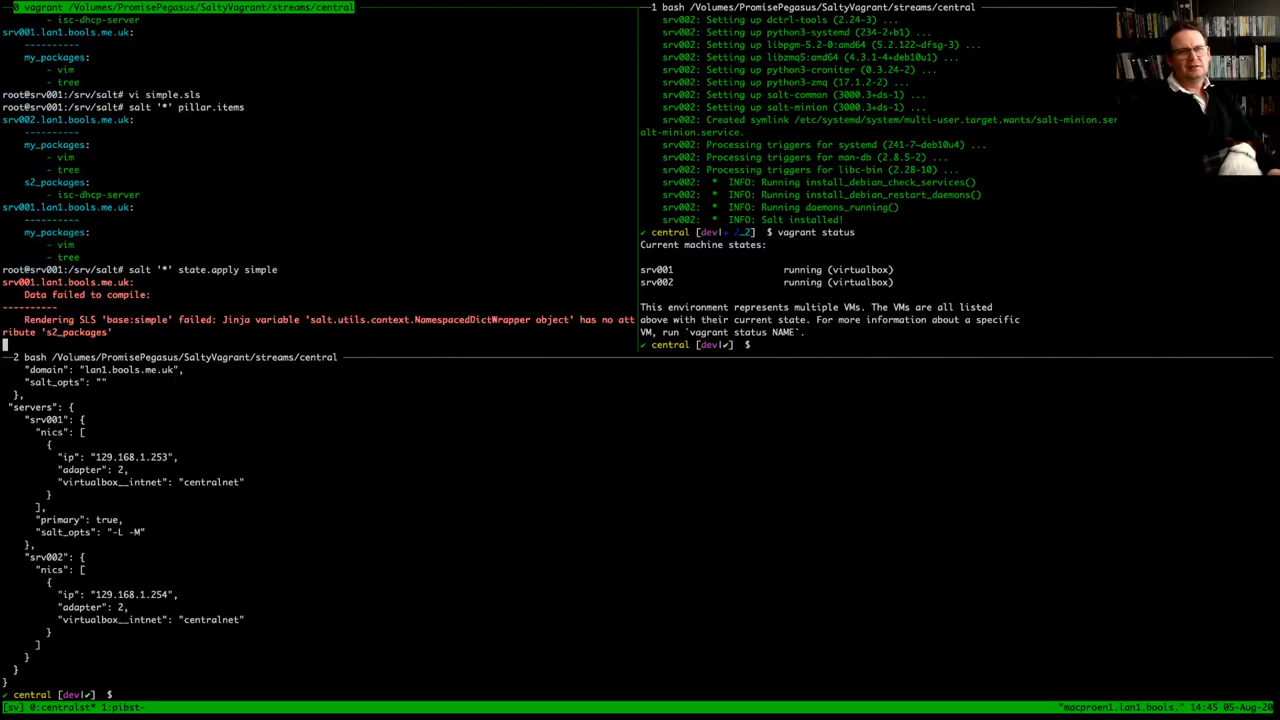 0 vagrant /Volumes/PromisePegasus/SaltyVagrant/streams/central
- isc-dhcp-server
srv001.lan1.bools.me.uk:
----------
my_packages:
- vim
- tree
root@srv001:/srv/salt# vi simple.sls
root@srv001:/srv/salt# salt '*' pillar.items
srv002.lan1.bools.me.uk:
----------
my_packages:
- vim
- tree
s2_packages:
- isc-dhcp-server
srv001.lan1.bools.me.uk:
----------
my_packages:
- vim
- tree
root@srv001:/srv/salt# salt '*' state.apply simple
srv001.lan1.bools.me.uk:
Data failed to compile:
----------
Rendering SLS 'base:simple' failed: Jinja variable 'salt.utils.context.NamespacedDictWrapper object' has no att
ribute 's2_packages'
1 bash /Volumes/PromisePegasus/SaltyVagrant/streams/central
srv002: Setting up dctrl-tools (2.24-3) ...
srv002: Setting up python3-systemd (234-2+b1) ...
srv002: Setting up libpgm-5.2-0:amd64 (5.2.122~dfsg-3) ...
srv002: Setting up libzmq5:amd64 (4.3.1-4+deb10u1) ...
srv002: Setting up python3-croniter (0.3.24-2) ...
srv002: Setting up python3-zmq (17.1.2-2) ...
srv002: Setting up salt-common (3000.3+ds-1) ...
srv002: Setting up salt-minion (3000.3+ds-1) ...
srv002: Created symlink /etc/systemd/system/multi-user.target.wants/salt-minion.ser
alt-minion.service.
srv002: Processing triggers for systemd (241-7~deb10u4) ...
srv002: Processing triggers for man-db (2.8.5-2) ...
srv002: Processing triggers for libc-bin (2.28-10) ...
srv002:  *  INFO: Running install_debian_check_services()
srv002:  *  INFO: Running install_debian_restart_daemons()
srv002:  *  INFO: Running daemons_running()
srv002:  *  INFO: Salt installed!
✔ central [dev|+ 2…2]  $ vagrant status
Current machine states:
srv001                    running (virtualbox)
srv002                    running (virtualbox)
This environment represents multiple VMs. The VMs are all listed
above with their current state. For more information about a specific
VM, run `vagrant status NAME`.
✔ central [dev|✔]  $
2 bash /Volumes/PromisePegasus/SaltyVagrant/streams/central
"domain": "lan1.bools.me.uk",
"salt_opts": ""
},
"servers": {
"srv001": {
"nics": [
{
"ip": "129.168.1.253",
"adapter": 2,
"virtualbox__intnet": "centralnet"
}
],
"primary": true,
"salt_opts": "-L -M"
},
"srv002": {
"nics": [
{
"ip": "129.168.1.254",
"adapter": 2,
"virtualbox__intnet": "centralnet"
}
]
}
}
}
✔ central [dev|✔]  $
[sv] 0:centralst* 1:pibst-    "macproen1.lan1.bools." 14:45 05-Aug-20